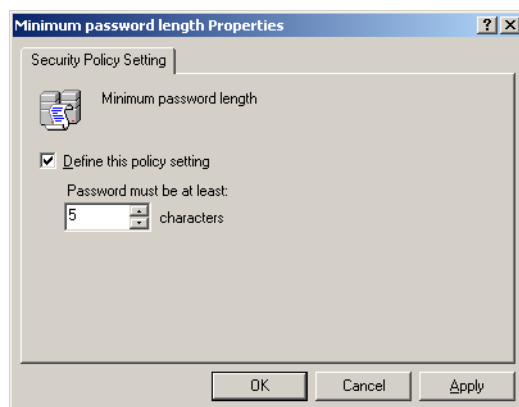 Minimum password length Properties
Security Policy Setting
Minimum password length
Define this policy setting
Password must be at least:
5 characters
OK Cancel Apply